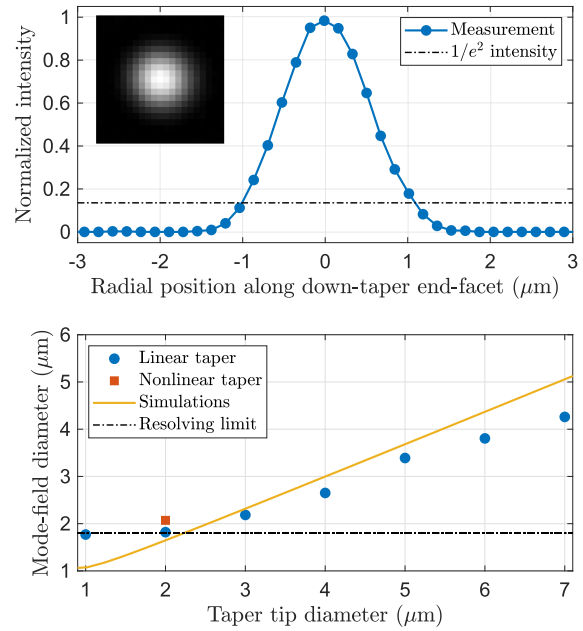 1
0.8
0.6
0.4
0.2
0
Normalized intensity
Measurement
1/e² intensity
-3 -2 -1 0 1 2 3
Radial position along down-taper end-facet (μm)
6
5
4
3
2
1
Mode-field diameter (μm)
Linear taper
Nonlinear taper
Simulations
Resolving limit
1 2 3 4 5 6 7
Taper tip diameter (μm)